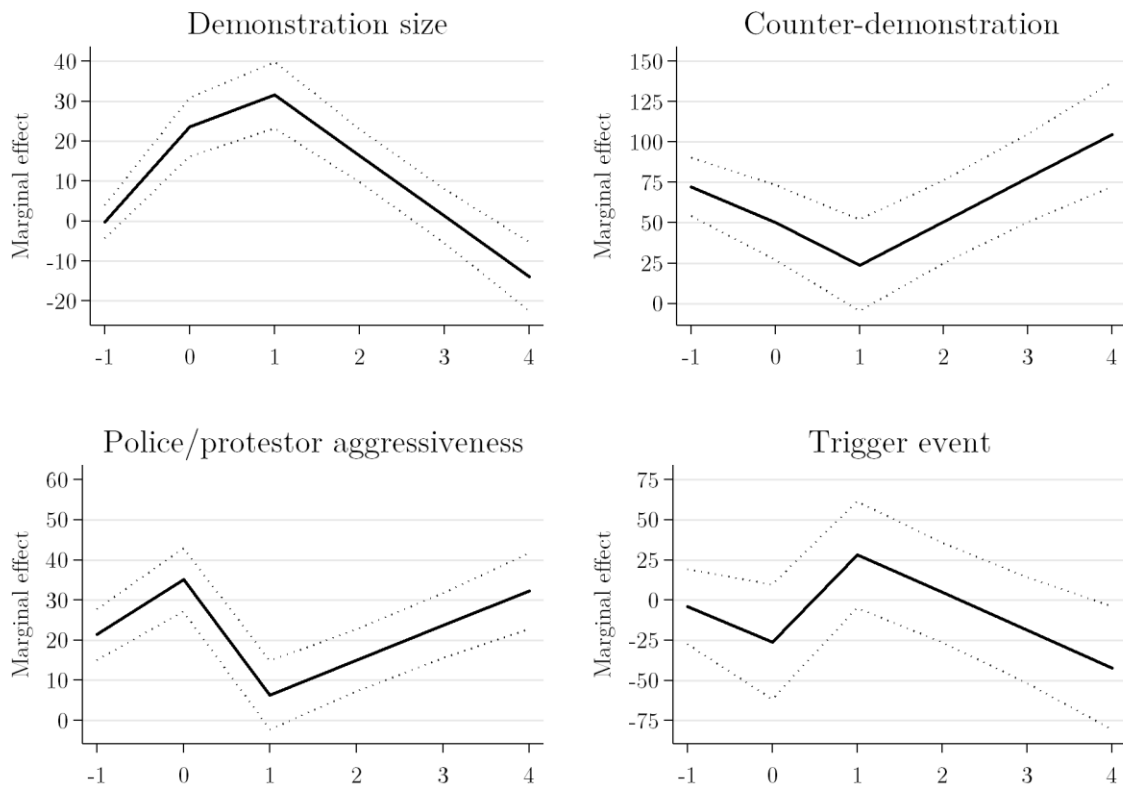 Demonstration size
Marginal effect
40
30
20
10
0
-10
-20
-1 0 1 2 3 4
Counter-demonstration
Marginal effect
150
125
100
75
50
25
0
-1 0 1 2 3 4
Police/protestor aggressiveness
Marginal effect
60
50
40
30
20
10
0
-1 0 1 2 3 4
Trigger event
Marginal effect
75
50
25
0
-25
-50
-75
-1 0 1 2 3 4